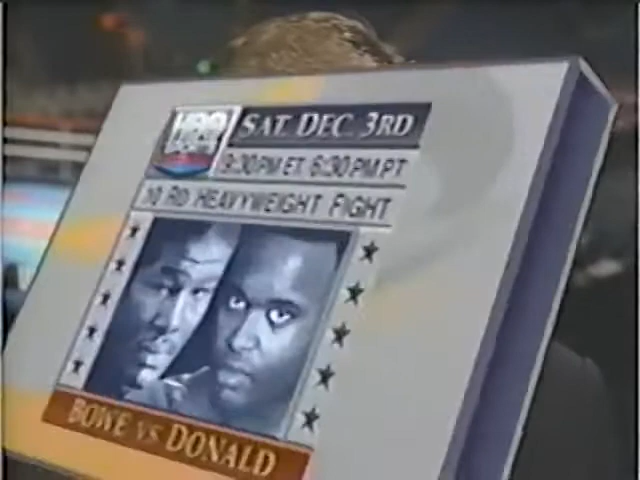 HBO
SAT. DEC. 3RD
9:30PM ET 6:30PM PT
10 RD HEAVYWEIGHT FIGHT
BOWE VS DONALD